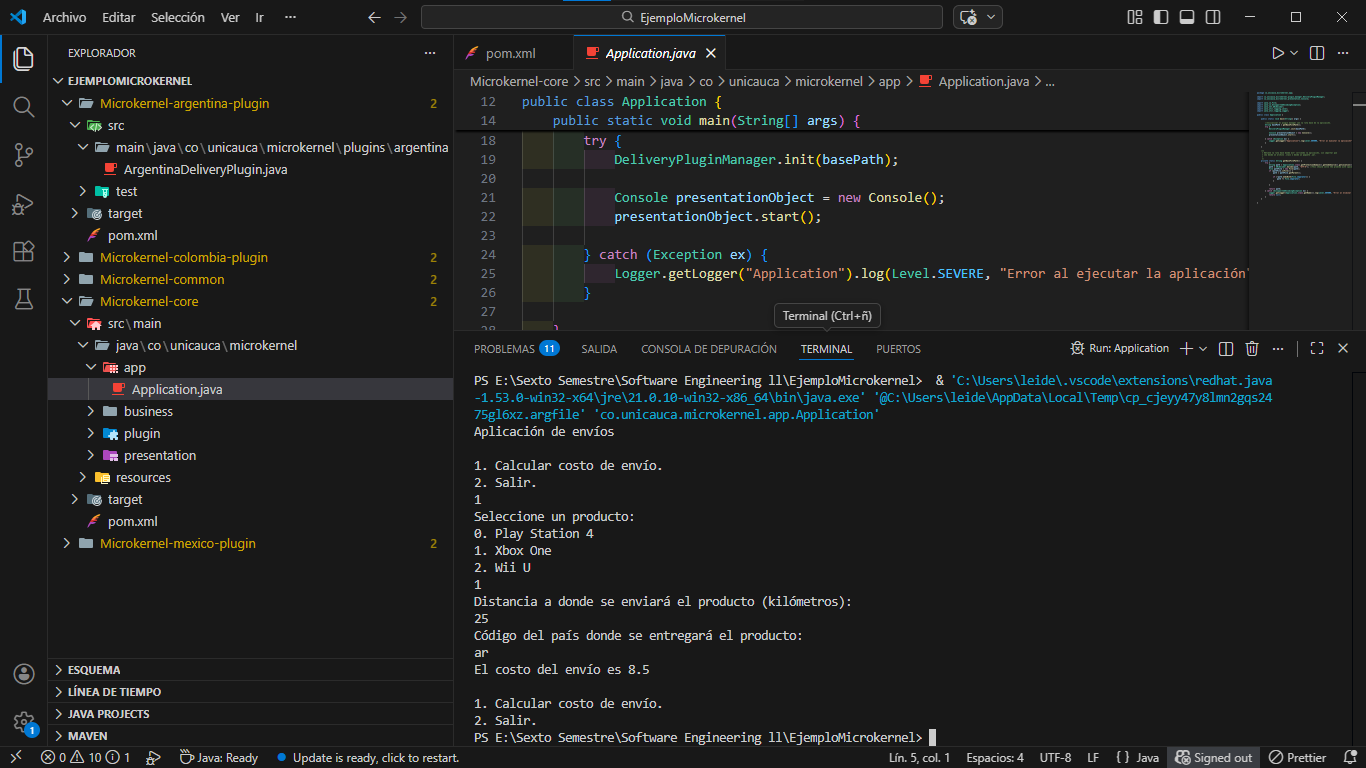 Archivo Editar Selección Ver Ir ···
EjemploMicrokernel
EXPLORADOR ···
EJEMPLOMICROKERNEL
Microkernel-argentina-plugin 2
src
main\java\co\unicauca\microkernel\plugins\argentina
ArgentinaDeliveryPlugin.java
test
target
pom.xml
Microkernel-colombia-plugin 2
Microkernel-common 2
Microkernel-core 2
src\main
java\co\unicauca\microkernel
app
Application.java
business
plugin
presentation
resources
target
pom.xml
Microkernel-mexico-plugin 2
ESQUEMA
LÍNEA DE TIEMPO
JAVA PROJECTS
MAVEN
pom.xml
Application.java
Microkernel-core > src > main > java > co > unicauca > microkernel > app > Application.java > ...
12 public class Application {
14 public static void main(String[] args) {
18 try {
19 DeliveryPluginManager.init(basePath);
20
21 Console presentationObject = new Console();
22 presentationObject.start();
23
24 } catch (Exception ex) {
25 Logger.getLogger("Application").log(Level.SEVERE, "Error al ejecutar la aplicación"
26 }
27
28 }
Terminal (Ctrl+ñ)
PROBLEMAS 11 SALIDA CONSOLA DE DEPURACIÓN TERMINAL PUERTOS
Run: Application
PS E:\Sexto Semestre\Software Engineering ll\EjemploMicrokernel> & 'C:\Users\leide\.vscode\extensions\redhat.java
-1.53.0-win32-x64\jre\21.0.10-win32-x86_64\bin\java.exe' '@C:\Users\leide\AppData\Local\Temp\cp_cjeyy47y8lmn2gqs24
75gl6xz.argfile' 'co.unicauca.microkernel.app.Application'
Aplicación de envíos
1. Calcular costo de envío.
2. Salir.
1
Seleccione un producto:
0. Play Station 4
1. Xbox One
2. Wii U
1
Distancia a donde se enviará el producto (kilómetros):
25
Código del país donde se entregará el producto:
ar
El costo del envío es 8.5
1. Calcular costo de envío.
2. Salir.
PS E:\Sexto Semestre\Software Engineering ll\EjemploMicrokernel>
1
0 10 1 Java: Ready Update is ready, click to restart. Lín. 5, col. 1 Espacios: 4 UTF-8 LF { } Java Signed out Prettier